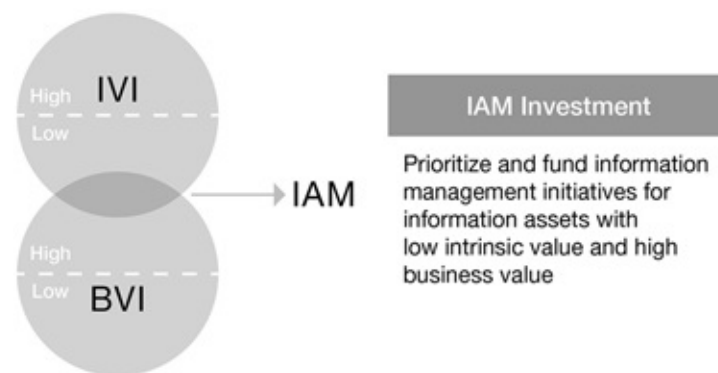 High
IVI
Low
IAM
High
Low
BVI
IAM Investment
Prioritize and fund information
management initiatives for
information assets with
low intrinsic value and high
business value